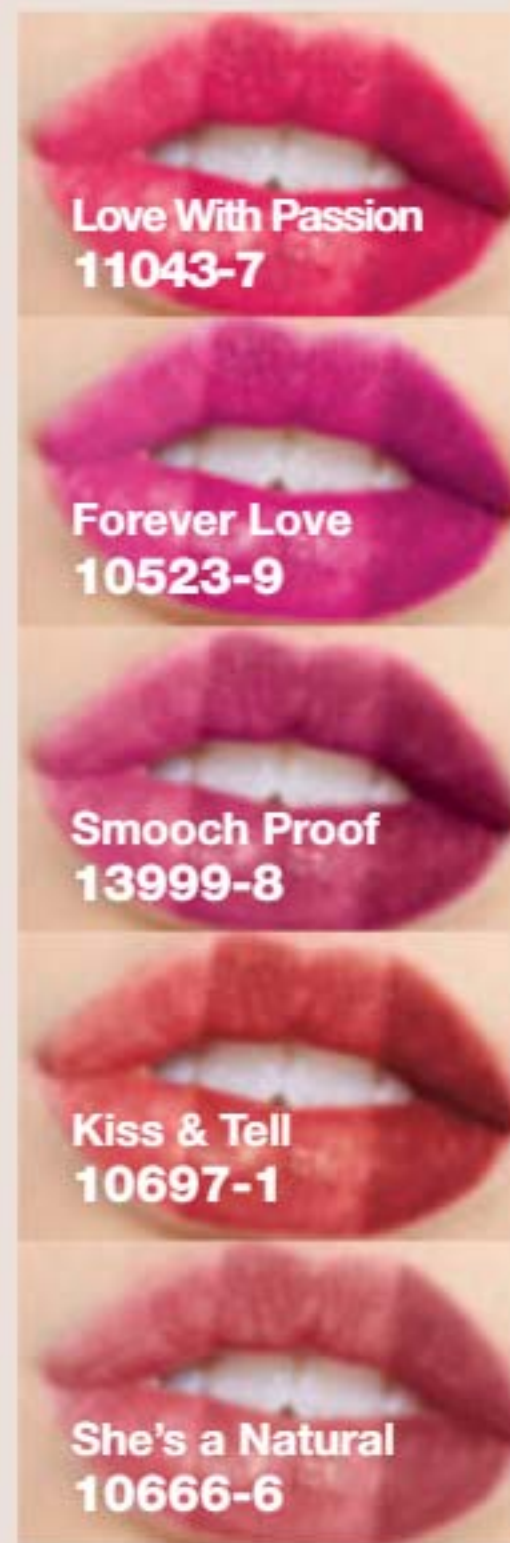 Love With Passion
11043-7
Forever Love
10523-9
Smooch Proof
13999-8
Kiss & Tell
10697-1
She's a Natural
10666-6